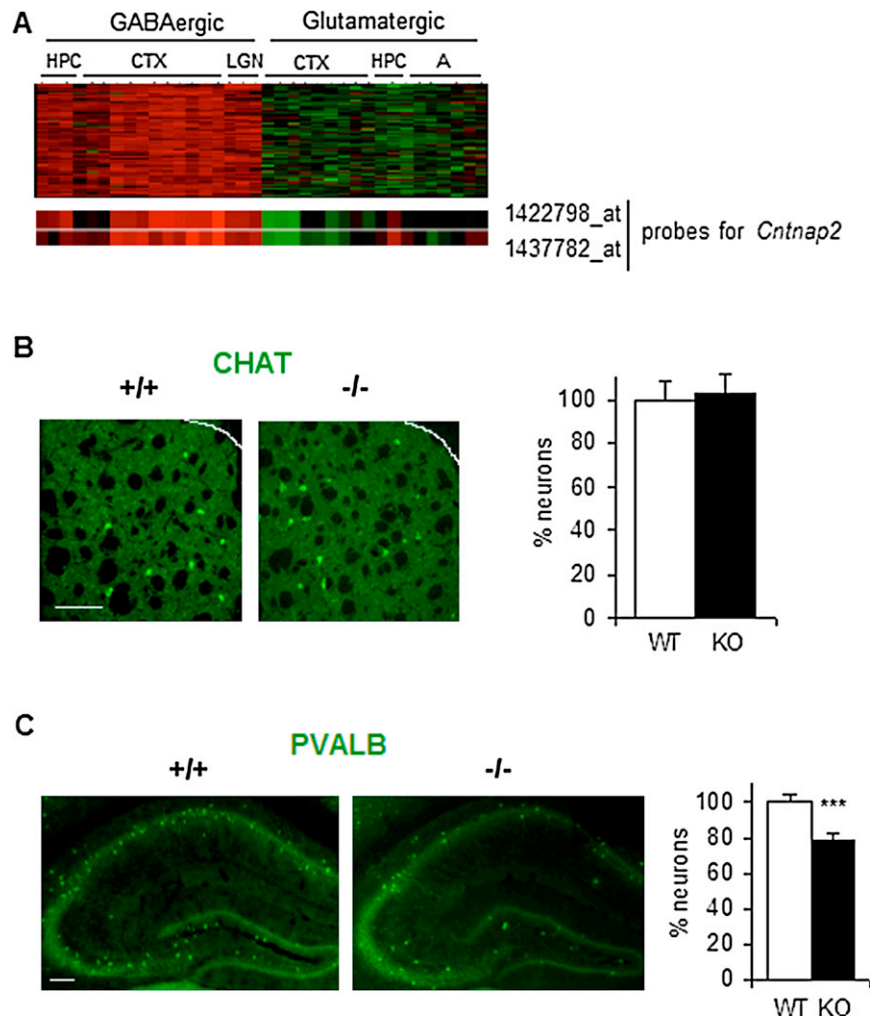 A
GABAergic Glutamatergic
HPC CTX LGN CTX HPC A
1422798_at
1437782_at
probes for Cntnap2
B
CHAT
+/+ -/-
% neurons
100
80
60
40
20
0
WT KO
C
PVALB
+/+ -/-
% neurons
100
80
60
40
20
0
***
WT KO